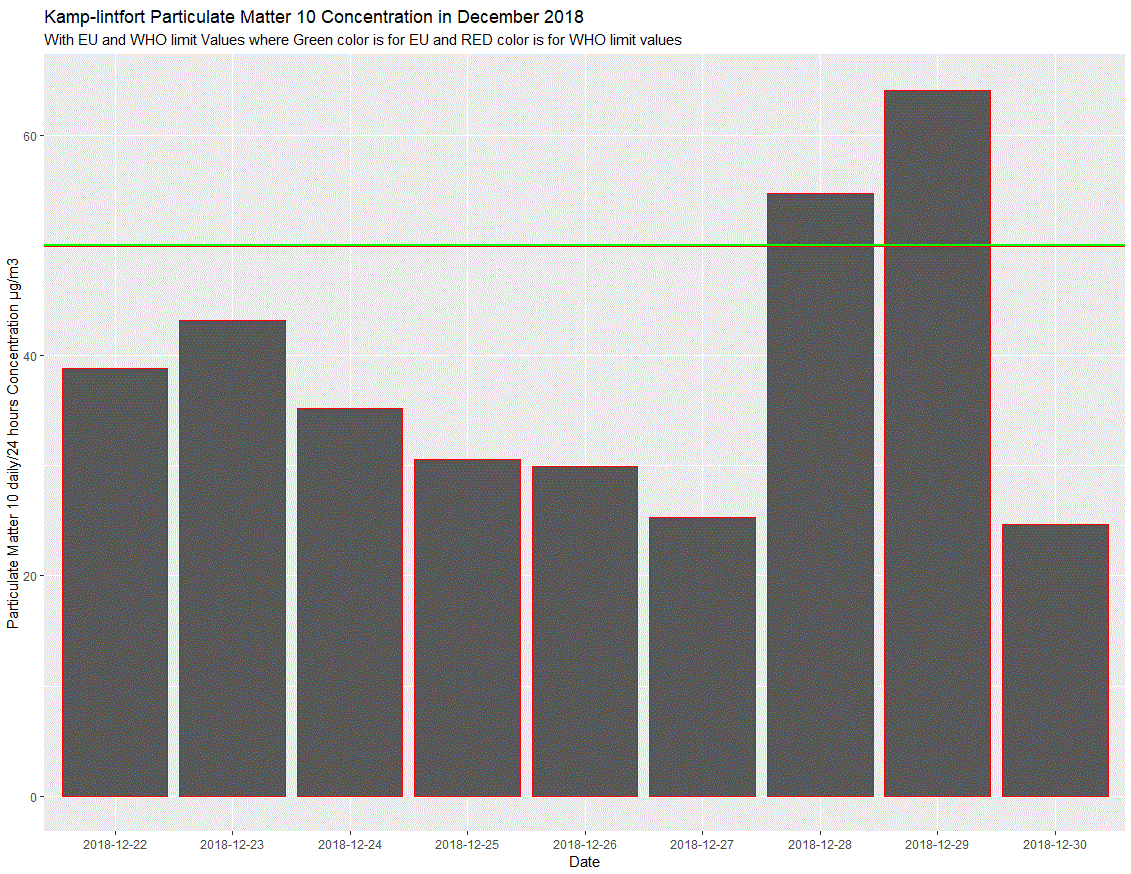 Kamp-lintfort Particulate Matter 10 Concentration in December 2018
With EU and WHO limit Values where Green color is for EU and RED color is for WHO limit values
Particulate Matter 10 daily/24 hours Concentration µg/m3
60
40
20
0
2018-12-22 2018-12-23 2018-12-24 2018-12-25 2018-12-26 2018-12-27 2018-12-28 2018-12-29 2018-12-30
Date